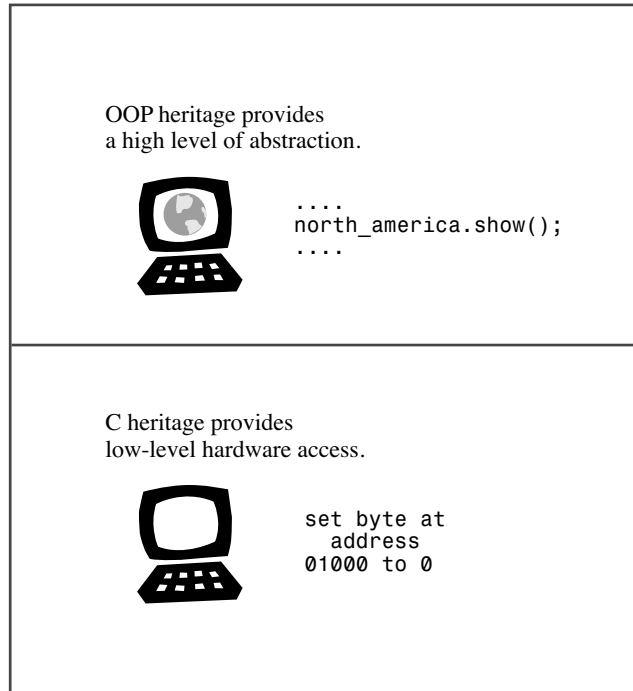 OOP heritage provides
a high level of abstraction.
....
north_america.show();
....
C heritage provides
low-level hardware access.
set byte at
address
01000 to 0